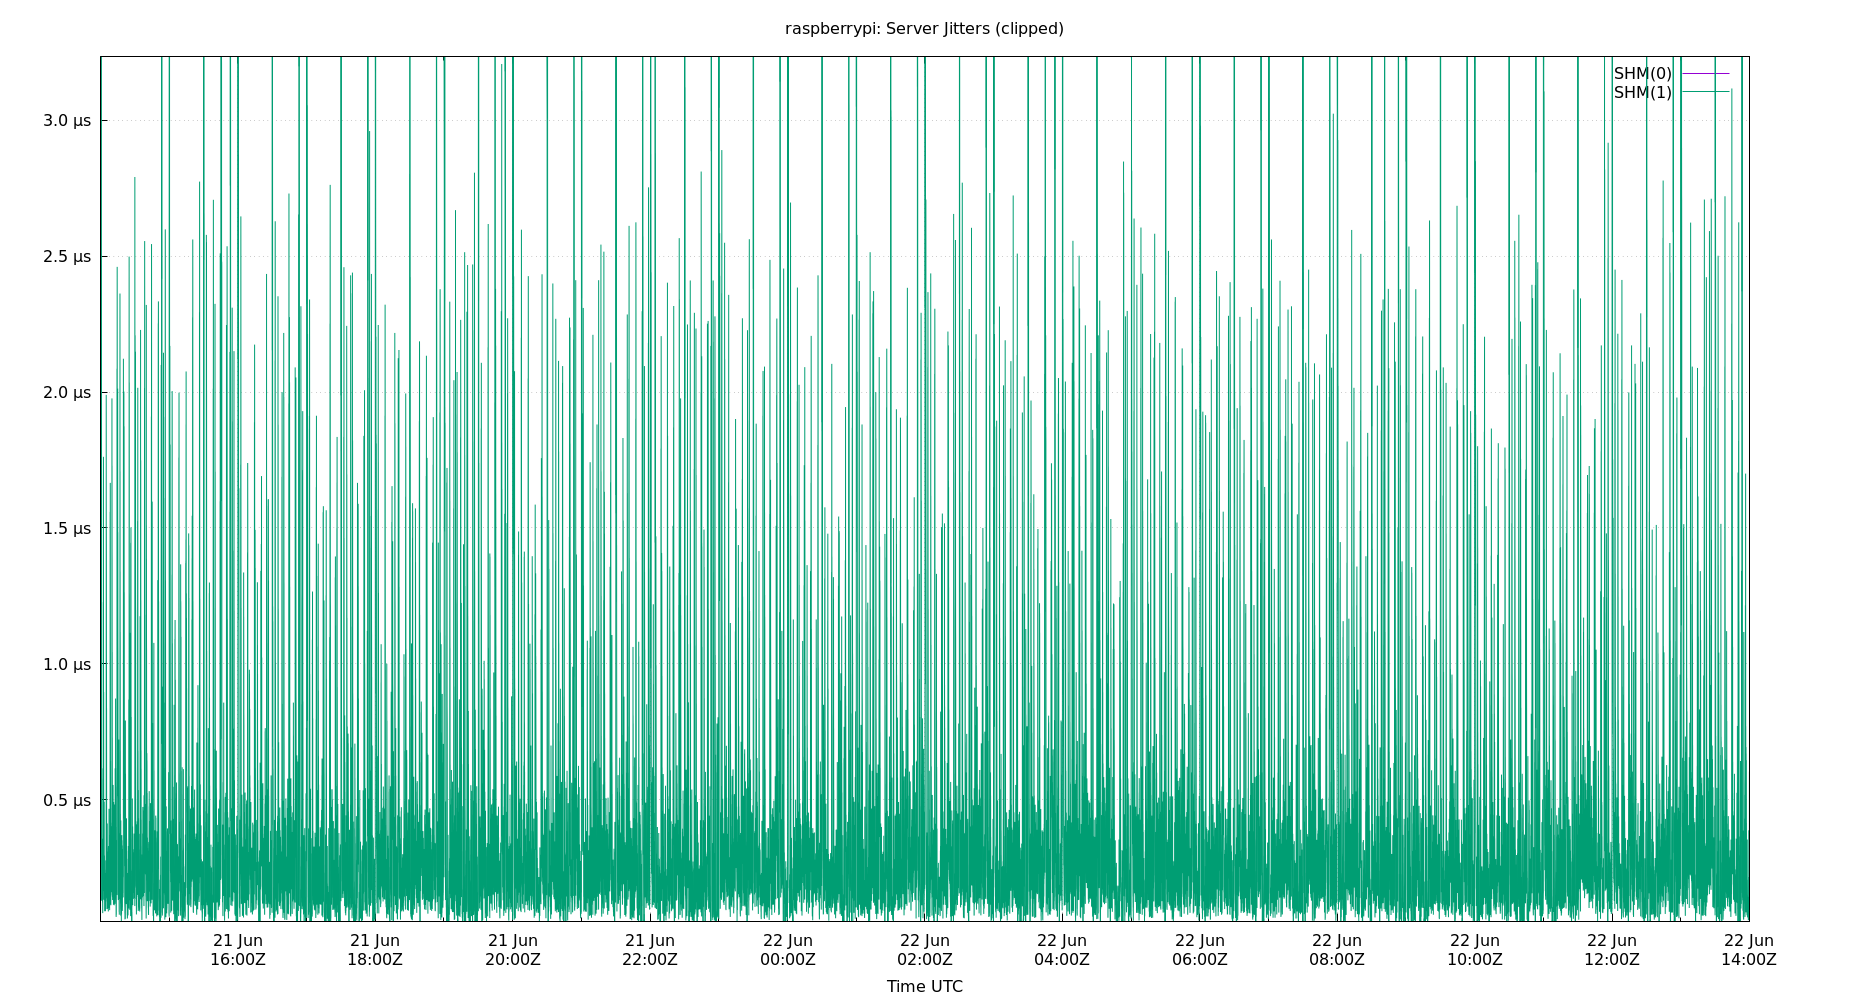 raspberrypi: Server Jitters (clipped)
SHM(0)
SHM(1)
3.0 µs
2.5 µs
2.0 µs
1.5 µs
1.0 µs
0.5 µs
21 Jun 21 Jun 21 Jun 21 Jun 22 Jun 22 Jun 22 Jun 22 Jun 22 Jun 22 Jun 22 Jun 22 Jun
16:00Z 18:00Z 20:00Z 22:00Z 00:00Z 02:00Z 04:00Z 06:00Z 08:00Z 10:00Z 12:00Z 14:00Z
Time UTC